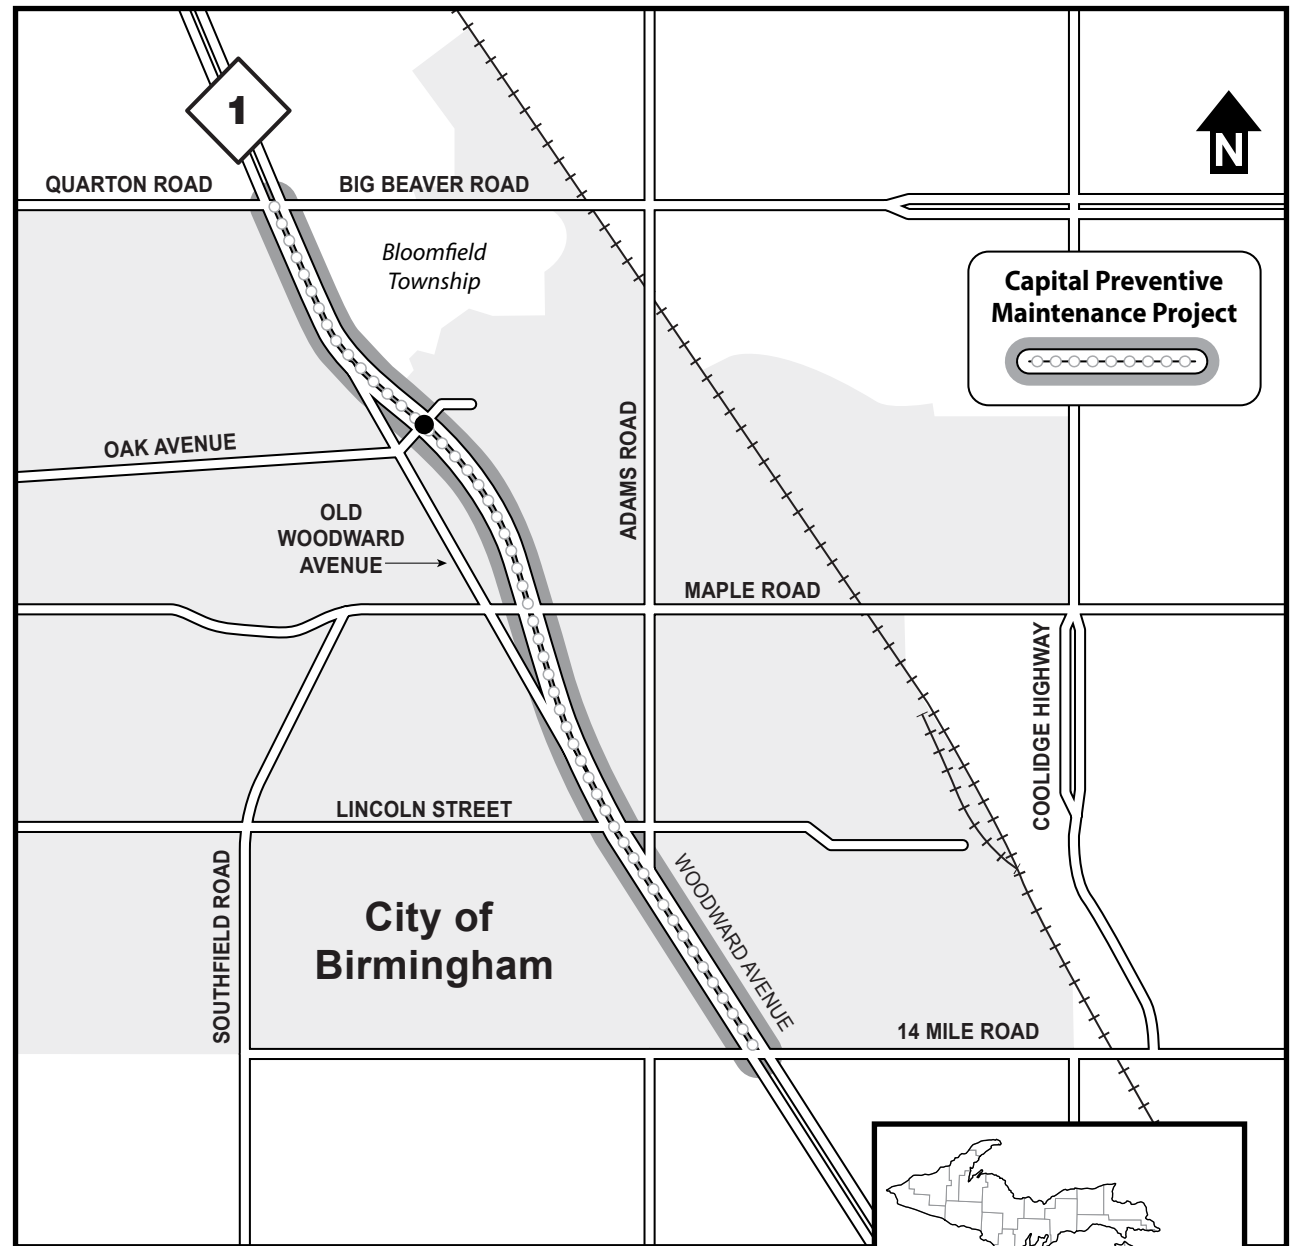 1
QUARTON ROAD
BIG BEAVER ROAD
N
Bloomfield
Township
Capital Preventive
Maintenance Project
OAK AVENUE
ADAMS ROAD
OLD
WOODWARD
AVENUE
MAPLE ROAD
COOLIDGE HIGHWAY
LINCOLN STREET
SOUTHFIELD ROAD
WOODWARD AVENUE
City of
Birmingham
14 MILE ROAD